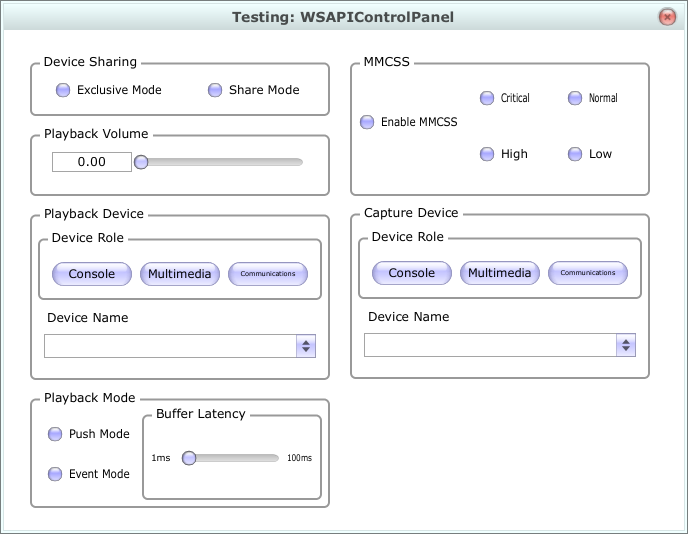 Testing: WSAPIControlPanel
Device Sharing
Exclusive Mode
Share Mode
MMCSS
Critical
Normal
Enable MMCSS
High
Low
Playback Volume
0.00
Playback Device
Device Role
Console
Multimedia
Communications
Device Name
Capture Device
Device Role
Console
Multimedia
Communications
Device Name
Playback Mode
Push Mode
Event Mode
Buffer Latency
1ms
100ms